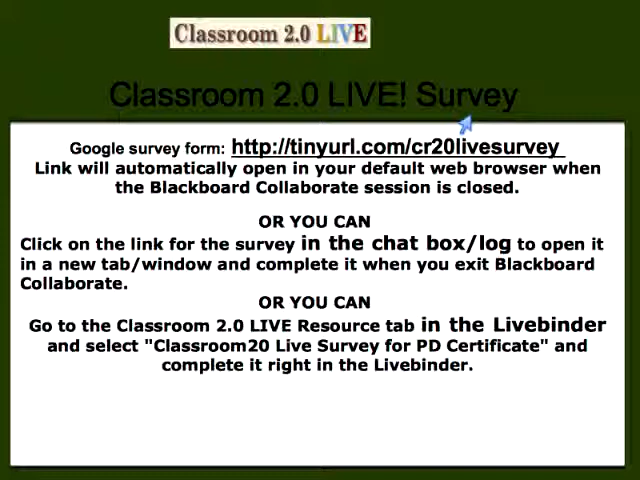 Classroom 2.0 LIVE
Classroom 2.0 LIVE! Survey
Google survey form: http://tinyurl.com/cr20livesurvey
Link will automatically open in your default web browser when
the Blackboard Collaborate session is closed.
OR YOU CAN
Click on the link for the survey in the chat box/log to open it
in a new tab/window and complete it when you exit Blackboard
Collaborate.
OR YOU CAN
Go to the Classroom 2.0 LIVE Resource tab in the Livebinder
and select "Classroom20 Live Survey for PD Certificate" and
complete it right in the Livebinder.